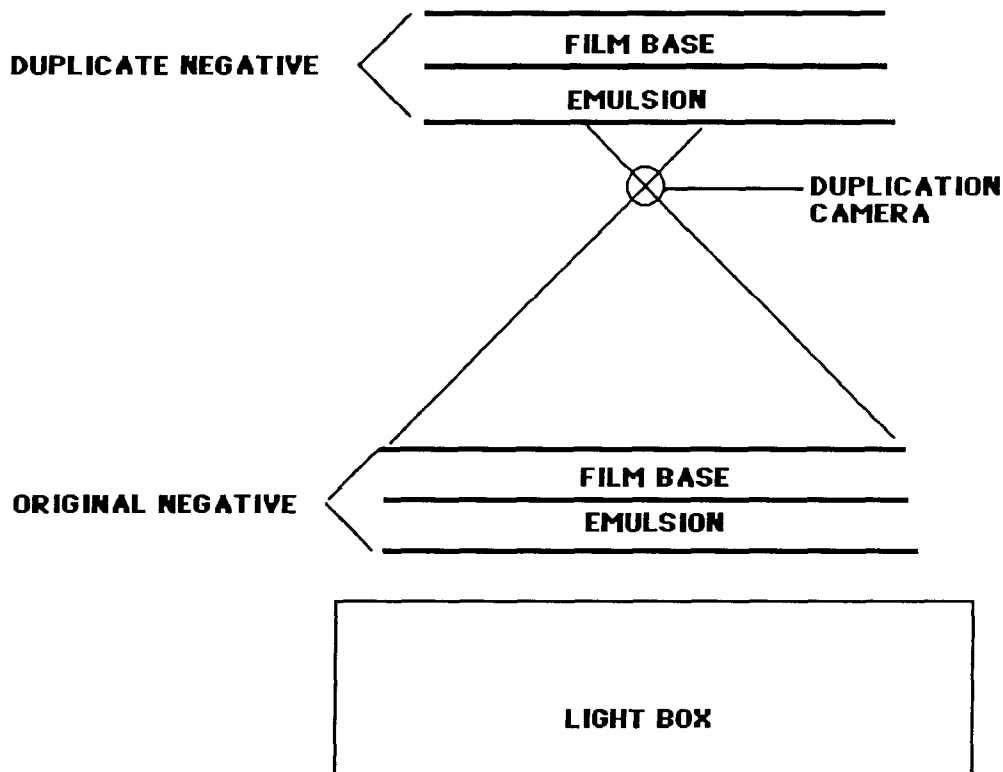 FILM BASE
DUPLICATE NEGATIVE
EMULSION
DUPLICATION
CAMERA
FILM BASE
ORIGINAL NEGATIVE
EMULSION
LIGHT BOX